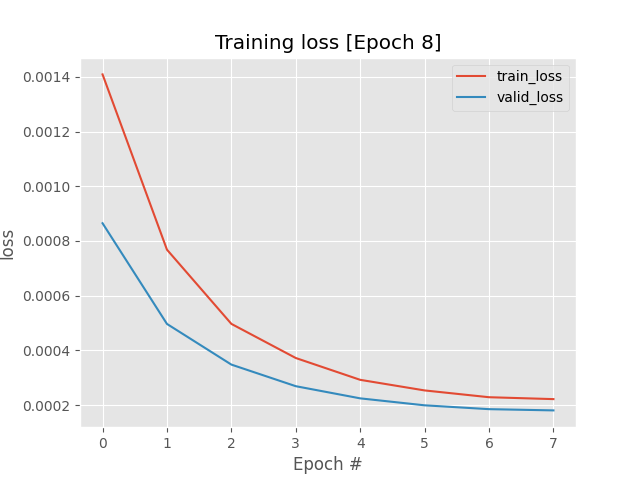 Training loss [Epoch 8]
train_loss
valid_loss
0.0014
0.0012
0.0010
0.0008
0.0006
0.0004
0.0002
loss
0 1 2 3 4 5 6 7
Epoch #